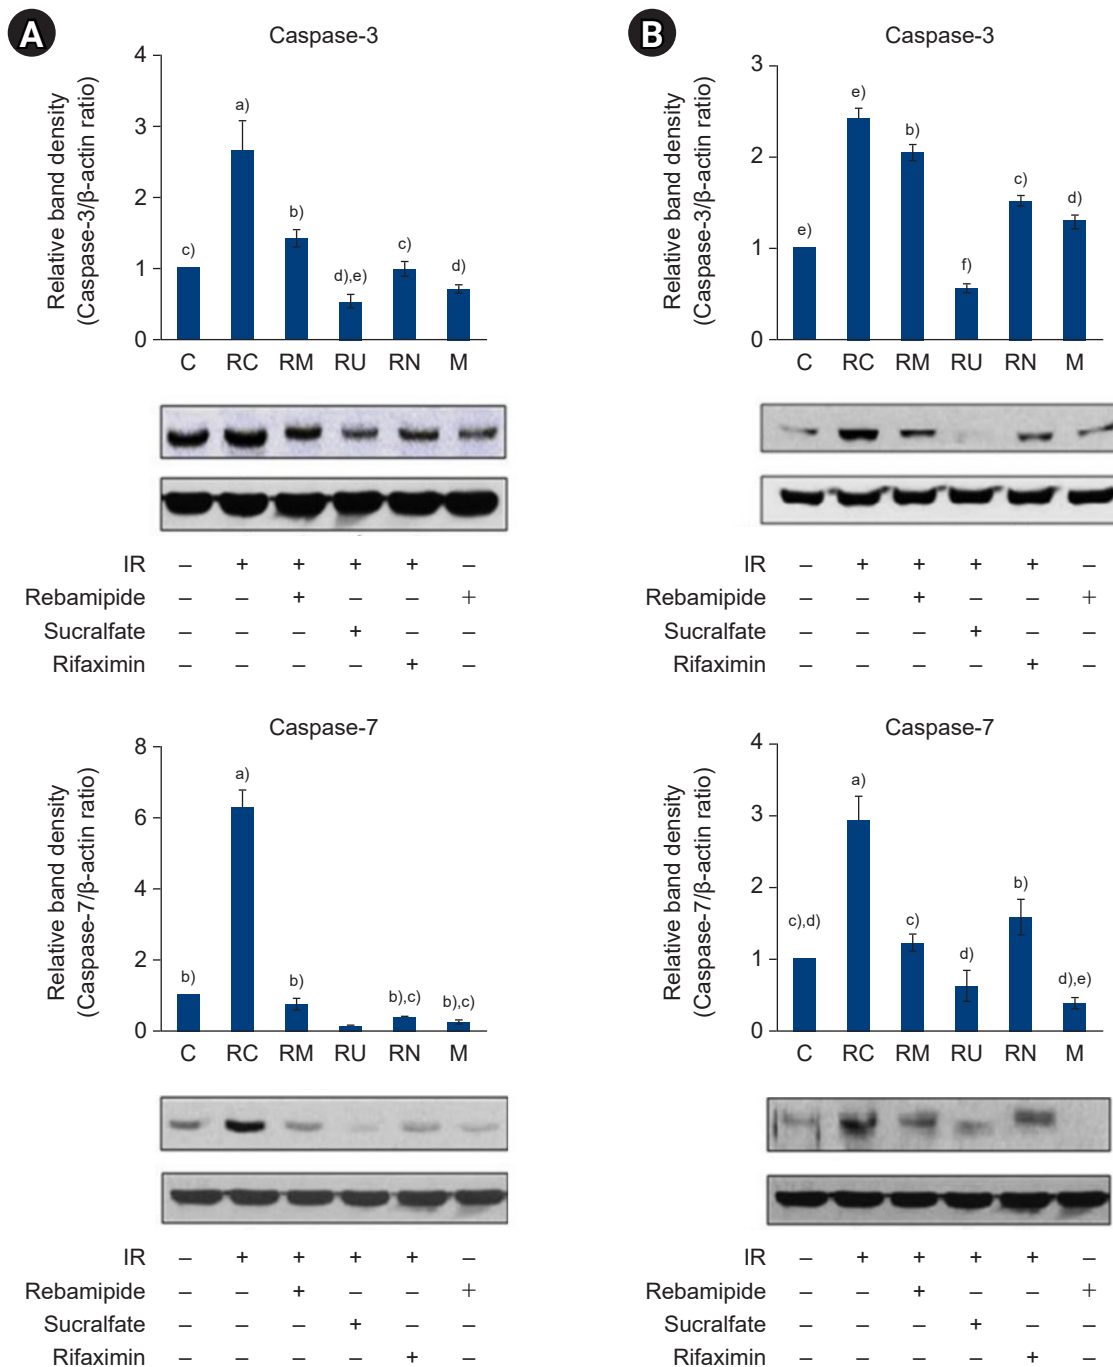 A
Caspase-3
Relative band density
(Caspase-3/β-actin ratio)
4
3
2
1
0
a)
b)
c)
c)
d),e)
d)
C RC RM RU RN M
IR – + + + + –
Rebamipide – – + – – +
Sucralfate – – – + – –
Rifaximin – – – – + –
Caspase-7
Relative band density
(Caspase-7/β-actin ratio)
8
6
4
2
0
a)
b)
b)
b),c)
b),c)
C RC RM RU RN M
IR – + + + + –
Rebamipide – – + – – +
Sucralfate – – – + – –
Rifaximin – – – – + –
B
Caspase-3
Relative band density
(Caspase-3/β-actin ratio)
3
2
1
0
e)
b)
c)
d)
e)
f)
C RC RM RU RN M
IR – + + + + –
Rebamipide – – + – – +
Sucralfate – – – + – –
Rifaximin – – – – + –
Caspase-7
Relative band density
(Caspase-7/β-actin ratio)
4
3
2
1
0
a)
b)
c),d)
c)
d)
d),e)
C RC RM RU RN M
IR – + + + + –
Rebamipide – – + – – +
Sucralfate – – – + – –
Rifaximin – – – – + –